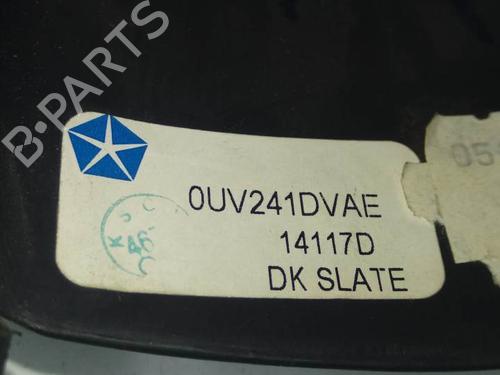 B-PARTS
0UV241DVAE
14117D
DK SLATE